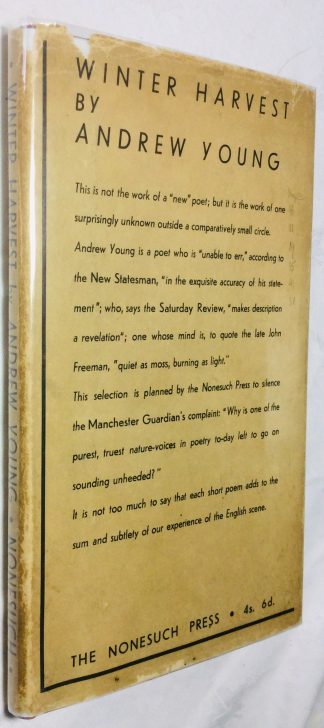 WINTER HARVEST
BY
ANDREW YOUNG
This is not the work of a "new" poet; but it is the work of one
surprisingly unknown outside a comparatively small circle.
Andrew Young is a poet who is "unable to err," according to
the New Statesman, "in the exquisite accuracy of his state-
ment"; who, says the Saturday Review, "makes description
a revelation"; one whose mind is, to quote the late John
Freeman, "quiet as moss, burning as light."
This selection is planned by the Nonesuch Press to silence
the Manchester Guardian's complaint: "Why is one of the
purest, truest nature-voices in poetry to-day left to go on
sounding unheeded?"
It is not too much to say that each short poem adds to the
sum and subtlety of our experience of the English scene.
THE NONESUCH PRESS • 4s. 6d.
• WINTER HARVEST by ANDREW YOUNG • NONESUCH •